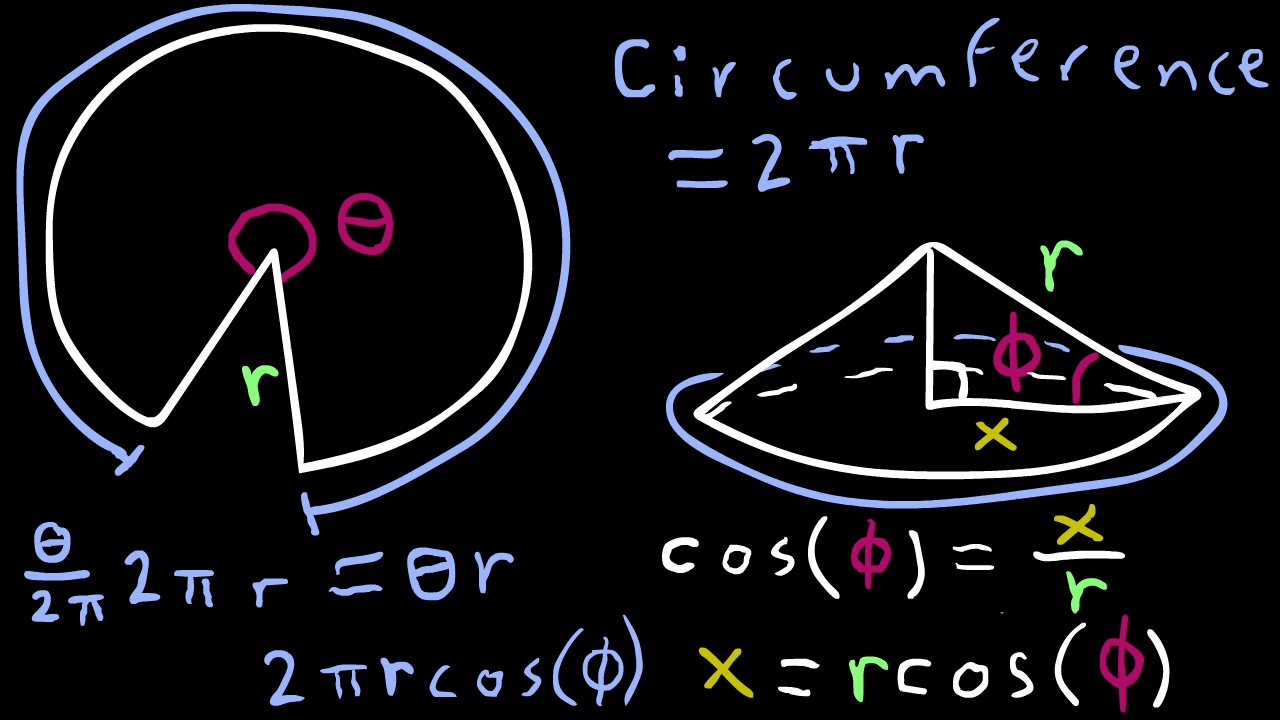 Circumference
= 2πr
θ
r
r
ϕ
x
θ/2π 2πr = θr
cos(ϕ) = x/r
2πrcos(ϕ)
x = rcos(ϕ)